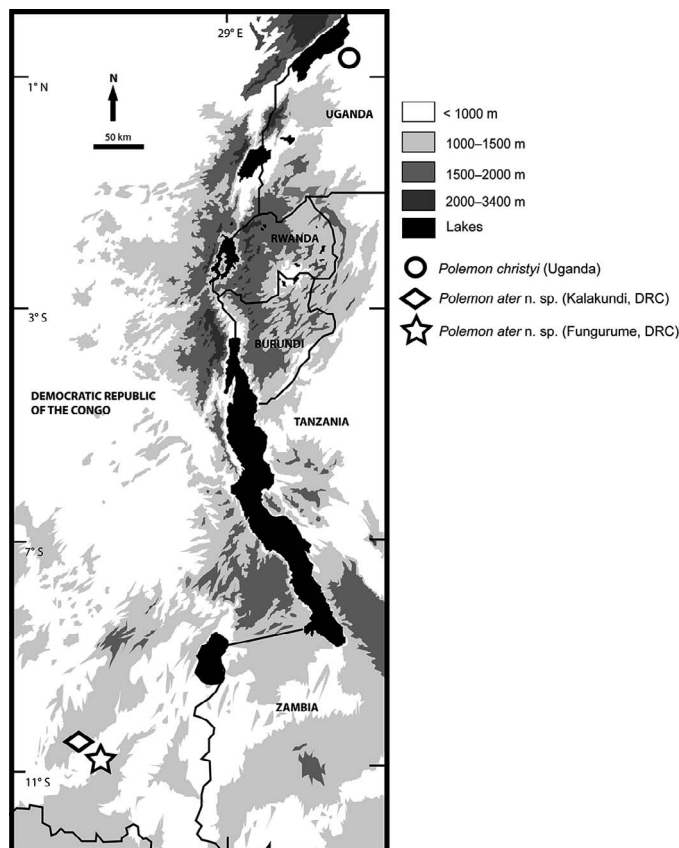 29° E
1° N
N
50 km
UGANDA
RWANDA
3° S
BURUNDI
DEMOCRATIC REPUBLIC
OF THE CONGO
TANZANIA
7° S
ZAMBIA
11° S
< 1000 m
1000–1500 m
1500–2000 m
2000–3400 m
Lakes
Polemon christyi (Uganda)
Polemon ater n. sp. (Kalakundi, DRC)
Polemon ater n. sp. (Fungurume, DRC)